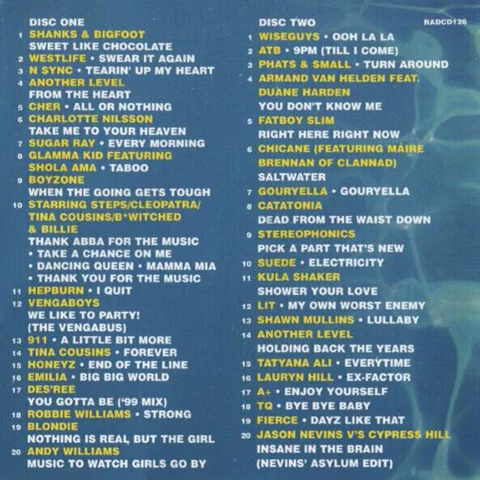 DISC ONE
1 SHANKS & BIGFOOT
SWEET LIKE CHOCOLATE
2 WESTLIFE • SWEAR IT AGAIN
3 N SYNC • TEARIN' UP MY HEART
4 ANOTHER LEVEL
FROM THE HEART
5 CHER • ALL OR NOTHING
6 CHARLOTTE NILSSON
TAKE ME TO YOUR HEAVEN
7 SUGAR RAY • EVERY MORNING
8 GLAMMA KID FEATURING
SHOLA AMA • TABOO
9 BOYZONE
WHEN THE GOING GETS TOUGH
10 STARRING STEPS/CLEOPATRA/
TINA COUSINS/B*WITCHED
& BILLIE
THANK ABBA FOR THE MUSIC
• TAKE A CHANCE ON ME
• DANCING QUEEN • MAMMA MIA
• THANK YOU FOR THE MUSIC
11 HEPBURN • I QUIT
12 VENGABOYS
WE LIKE TO PARTY!
(THE VENGABUS)
13 911 • A LITTLE BIT MORE
14 TINA COUSINS • FOREVER
15 HONEYZ • END OF THE LINE
16 EMILIA • BIG BIG WORLD
17 DES'REE
YOU GOTTA BE ('99 MIX)
18 ROBBIE WILLIAMS • STRONG
19 BLONDIE
NOTHING IS REAL BUT THE GIRL
20 ANDY WILLIAMS
MUSIC TO WATCH GIRLS GO BY
DISC TWO
RADCD126
1 WISEGUYS • OOH LA LA
2 ATB • 9PM (TILL I COME)
3 PHATS & SMALL • TURN AROUND
4 ARMAND VAN HELDEN FEAT.
DUANE HARDEN
YOU DON'T KNOW ME
5 FATBOY SLIM
RIGHT HERE RIGHT NOW
6 CHICANE (FEATURING MÁIRE
BRENNAN OF CLANNAD)
SALTWATER
7 GOURYELLA • GOURYELLA
8 CATATONIA
DEAD FROM THE WAIST DOWN
9 STEREOPHONICS
PICK A PART THAT'S NEW
10 SUEDE • ELECTRICITY
11 KULA SHAKER
SHOWER YOUR LOVE
12 LIT • MY OWN WORST ENEMY
13 SHAWN MULLINS • LULLABY
14 ANOTHER LEVEL
HOLDING BACK THE YEARS
15 TATYANA ALI • EVERYTIME
16 LAURYN HILL • EX-FACTOR
17 A+ • ENJOY YOURSELF
18 TQ • BYE BYE BABY
19 FIERCE • DAYZ LIKE THAT
20 JASON NEVINS V'S CYPRESS HILL
INSANE IN THE BRAIN
(NEVINS' ASYLUM EDIT)